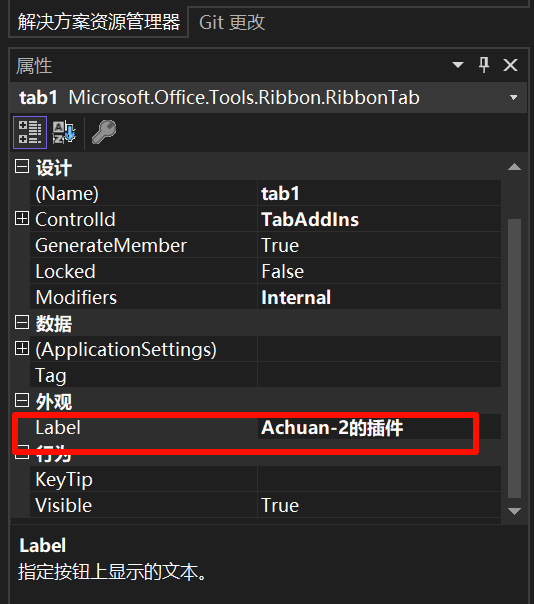 解决方案资源管理器 Git 更改
属性
tab1 Microsoft.Office.Tools.Ribbon.RibbonTab
设计
(Name) tab1
ControlId TabAddIns
GenerateMember True
Locked False
Modifiers Internal
数据
(ApplicationSettings)
Tag
外观
Label Achuan-2的插件
行为
KeyTip
Visible True
Label
指定按钮上显示的文本。